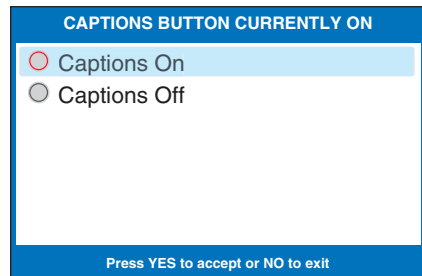 CAPTIONS BUTTON CURRENTLY ON
Captions On
Captions Off
Press YES to accept or NO to exit